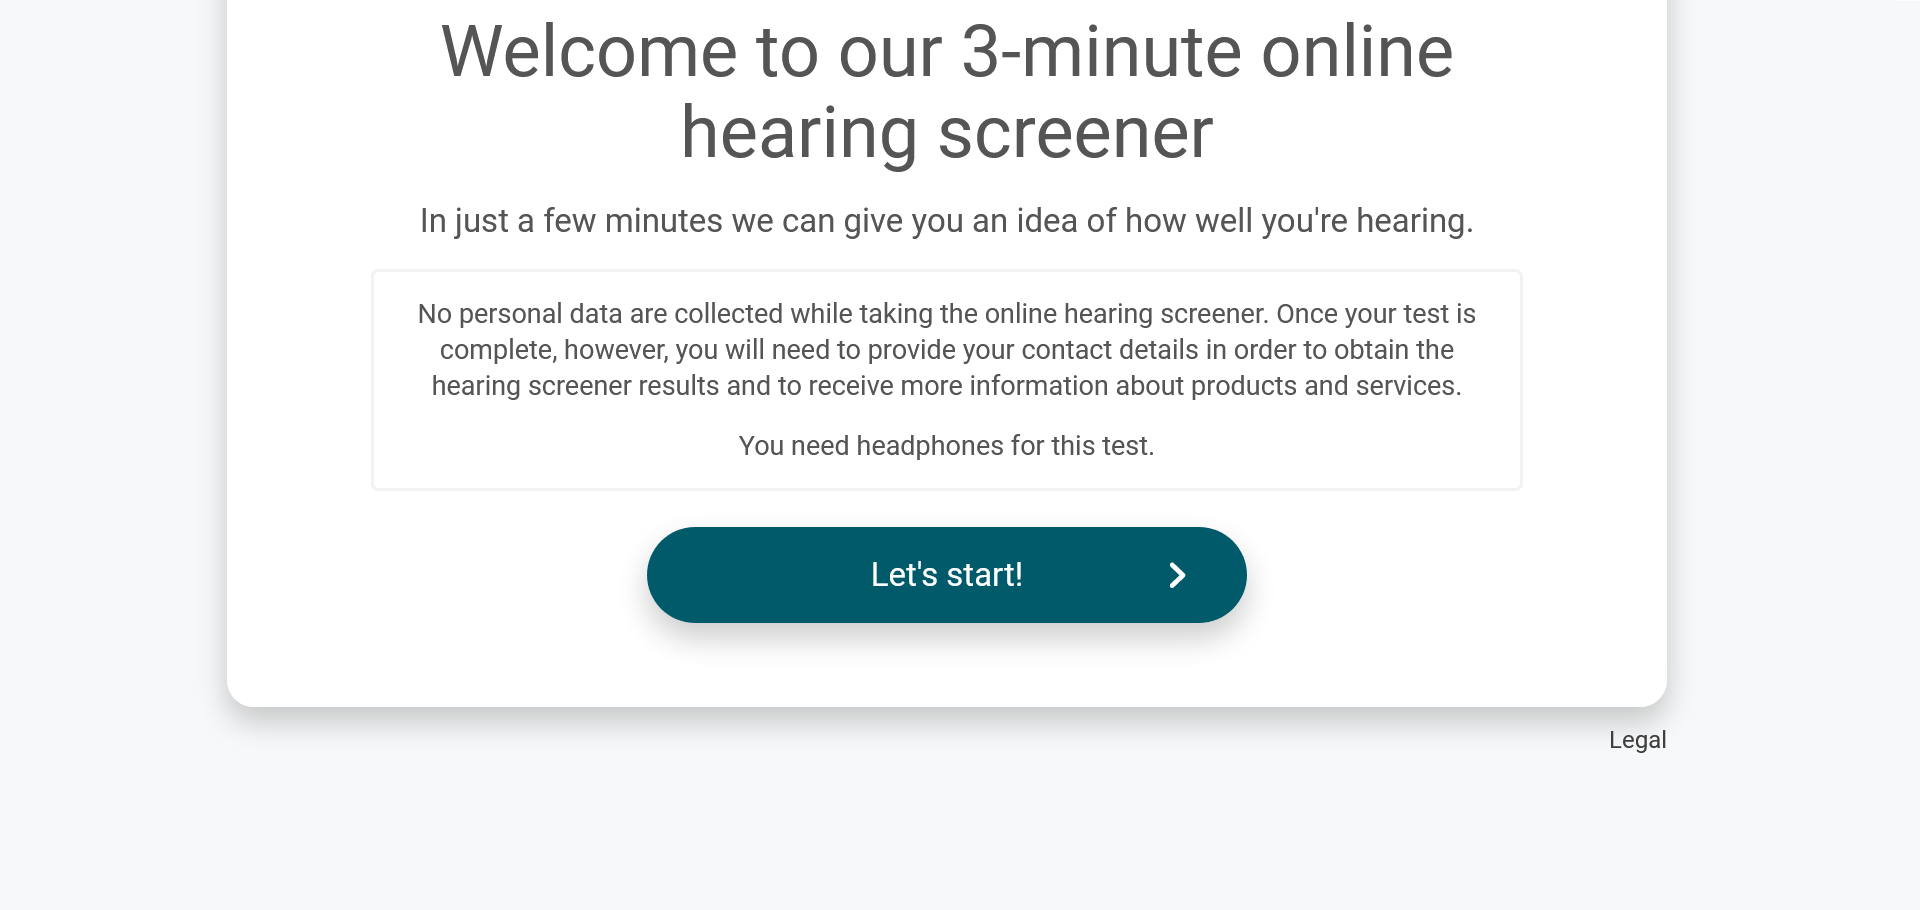 Welcome to our 3-minute online
hearing screener
In just a few minutes we can give you an idea of how well you're hearing.
No personal data are collected while taking the online hearing screener. Once your test is
complete, however, you will need to provide your contact details in order to obtain the
hearing screener results and to receive more information about products and services.
You need headphones for this test.
Let's start!
Legal